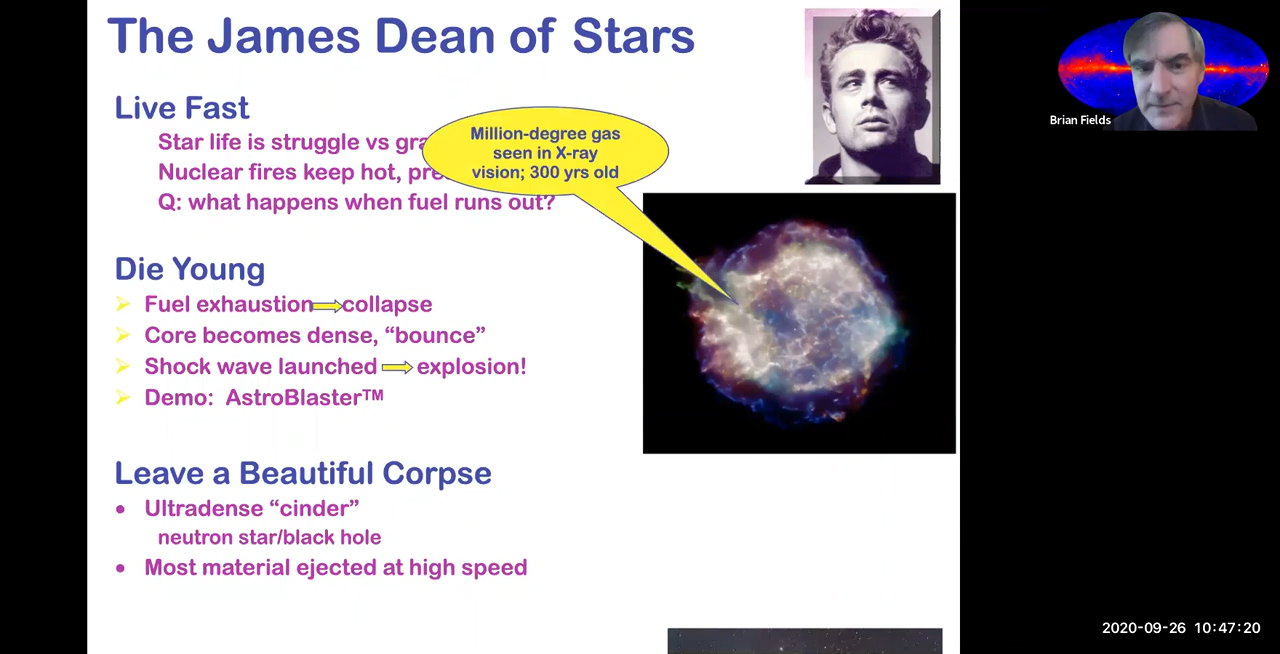 The James Dean of Stars
Live Fast
Star life is struggle vs
Nuclear fires keep hot,
Q: what happens when fuel runs out?
Million-degree gas
seen in X-ray
vision; 300 yrs old
Die Young
Fuel exhaustion collapse
Core becomes dense, “bounce”
Shock wave launched explosion!
Demo: AstroBlaster™
Leave a Beautiful Corpse
Ultradense “cinder”
neutron star/black hole
Most material ejected at high speed
Brian Fields
2020-09-26 10:47:20